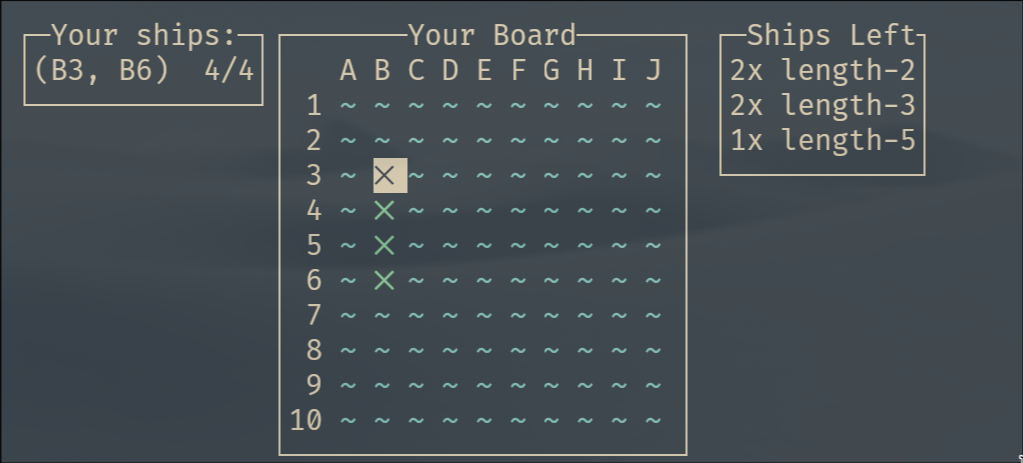 Your ships:
(B3, B6)  4/4
Your Board
A B C D E F G H I J
1 ~ ~ ~ ~ ~ ~ ~ ~ ~ ~
2 ~ ~ ~ ~ ~ ~ ~ ~ ~ ~
3 ~ × ~ ~ ~ ~ ~ ~ ~ ~
4 ~ × ~ ~ ~ ~ ~ ~ ~ ~
5 ~ × ~ ~ ~ ~ ~ ~ ~ ~
6 ~ × ~ ~ ~ ~ ~ ~ ~ ~
7 ~ ~ ~ ~ ~ ~ ~ ~ ~ ~
8 ~ ~ ~ ~ ~ ~ ~ ~ ~ ~
9 ~ ~ ~ ~ ~ ~ ~ ~ ~ ~
10 ~ ~ ~ ~ ~ ~ ~ ~ ~ ~
Ships Left
2x length-2
2x length-3
1x length-5